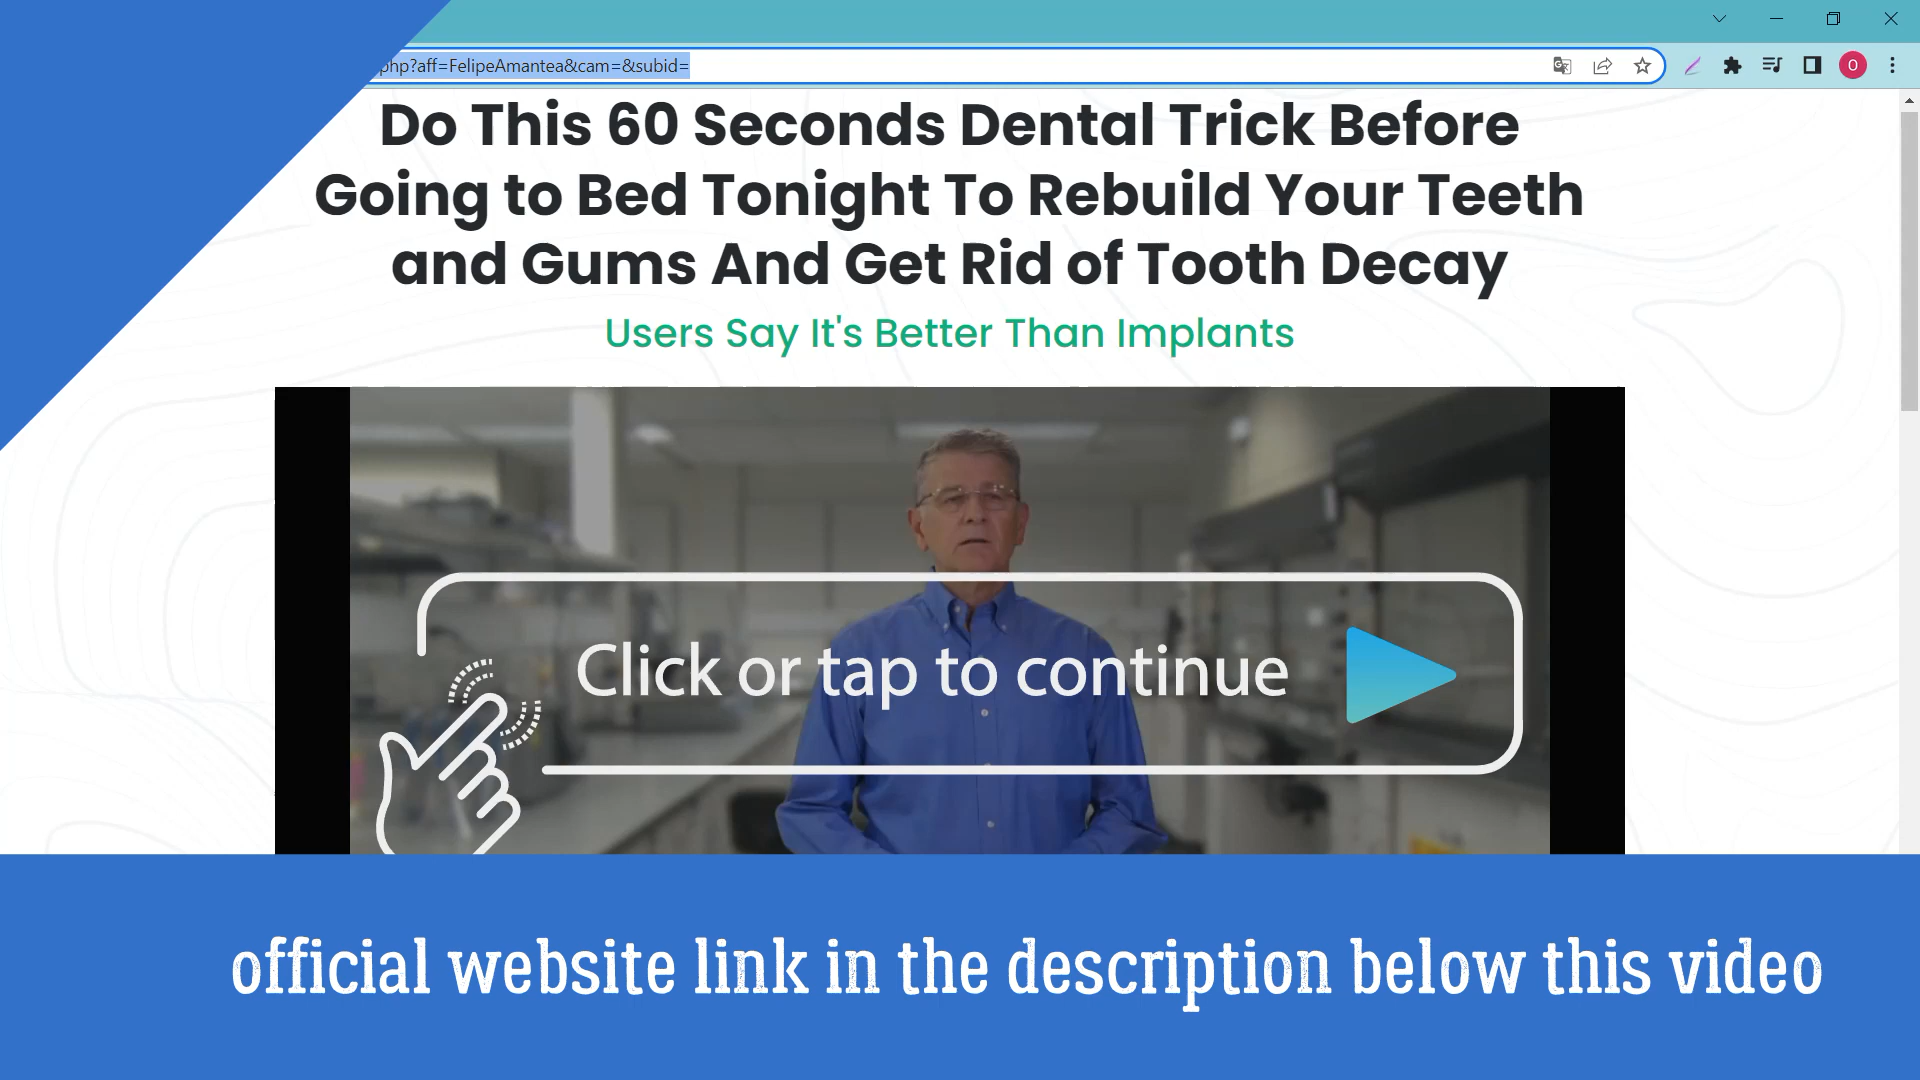 php?aff=FelipeAmantea&cam=&subid=
O
Do This 60 Seconds Dental Trick Before
Going to Bed Tonight To Rebuild Your Teeth
and Gums And Get Rid of Tooth Decay
Users Say It's Better Than Implants
Click or tap to continue
official website link in the description below this video